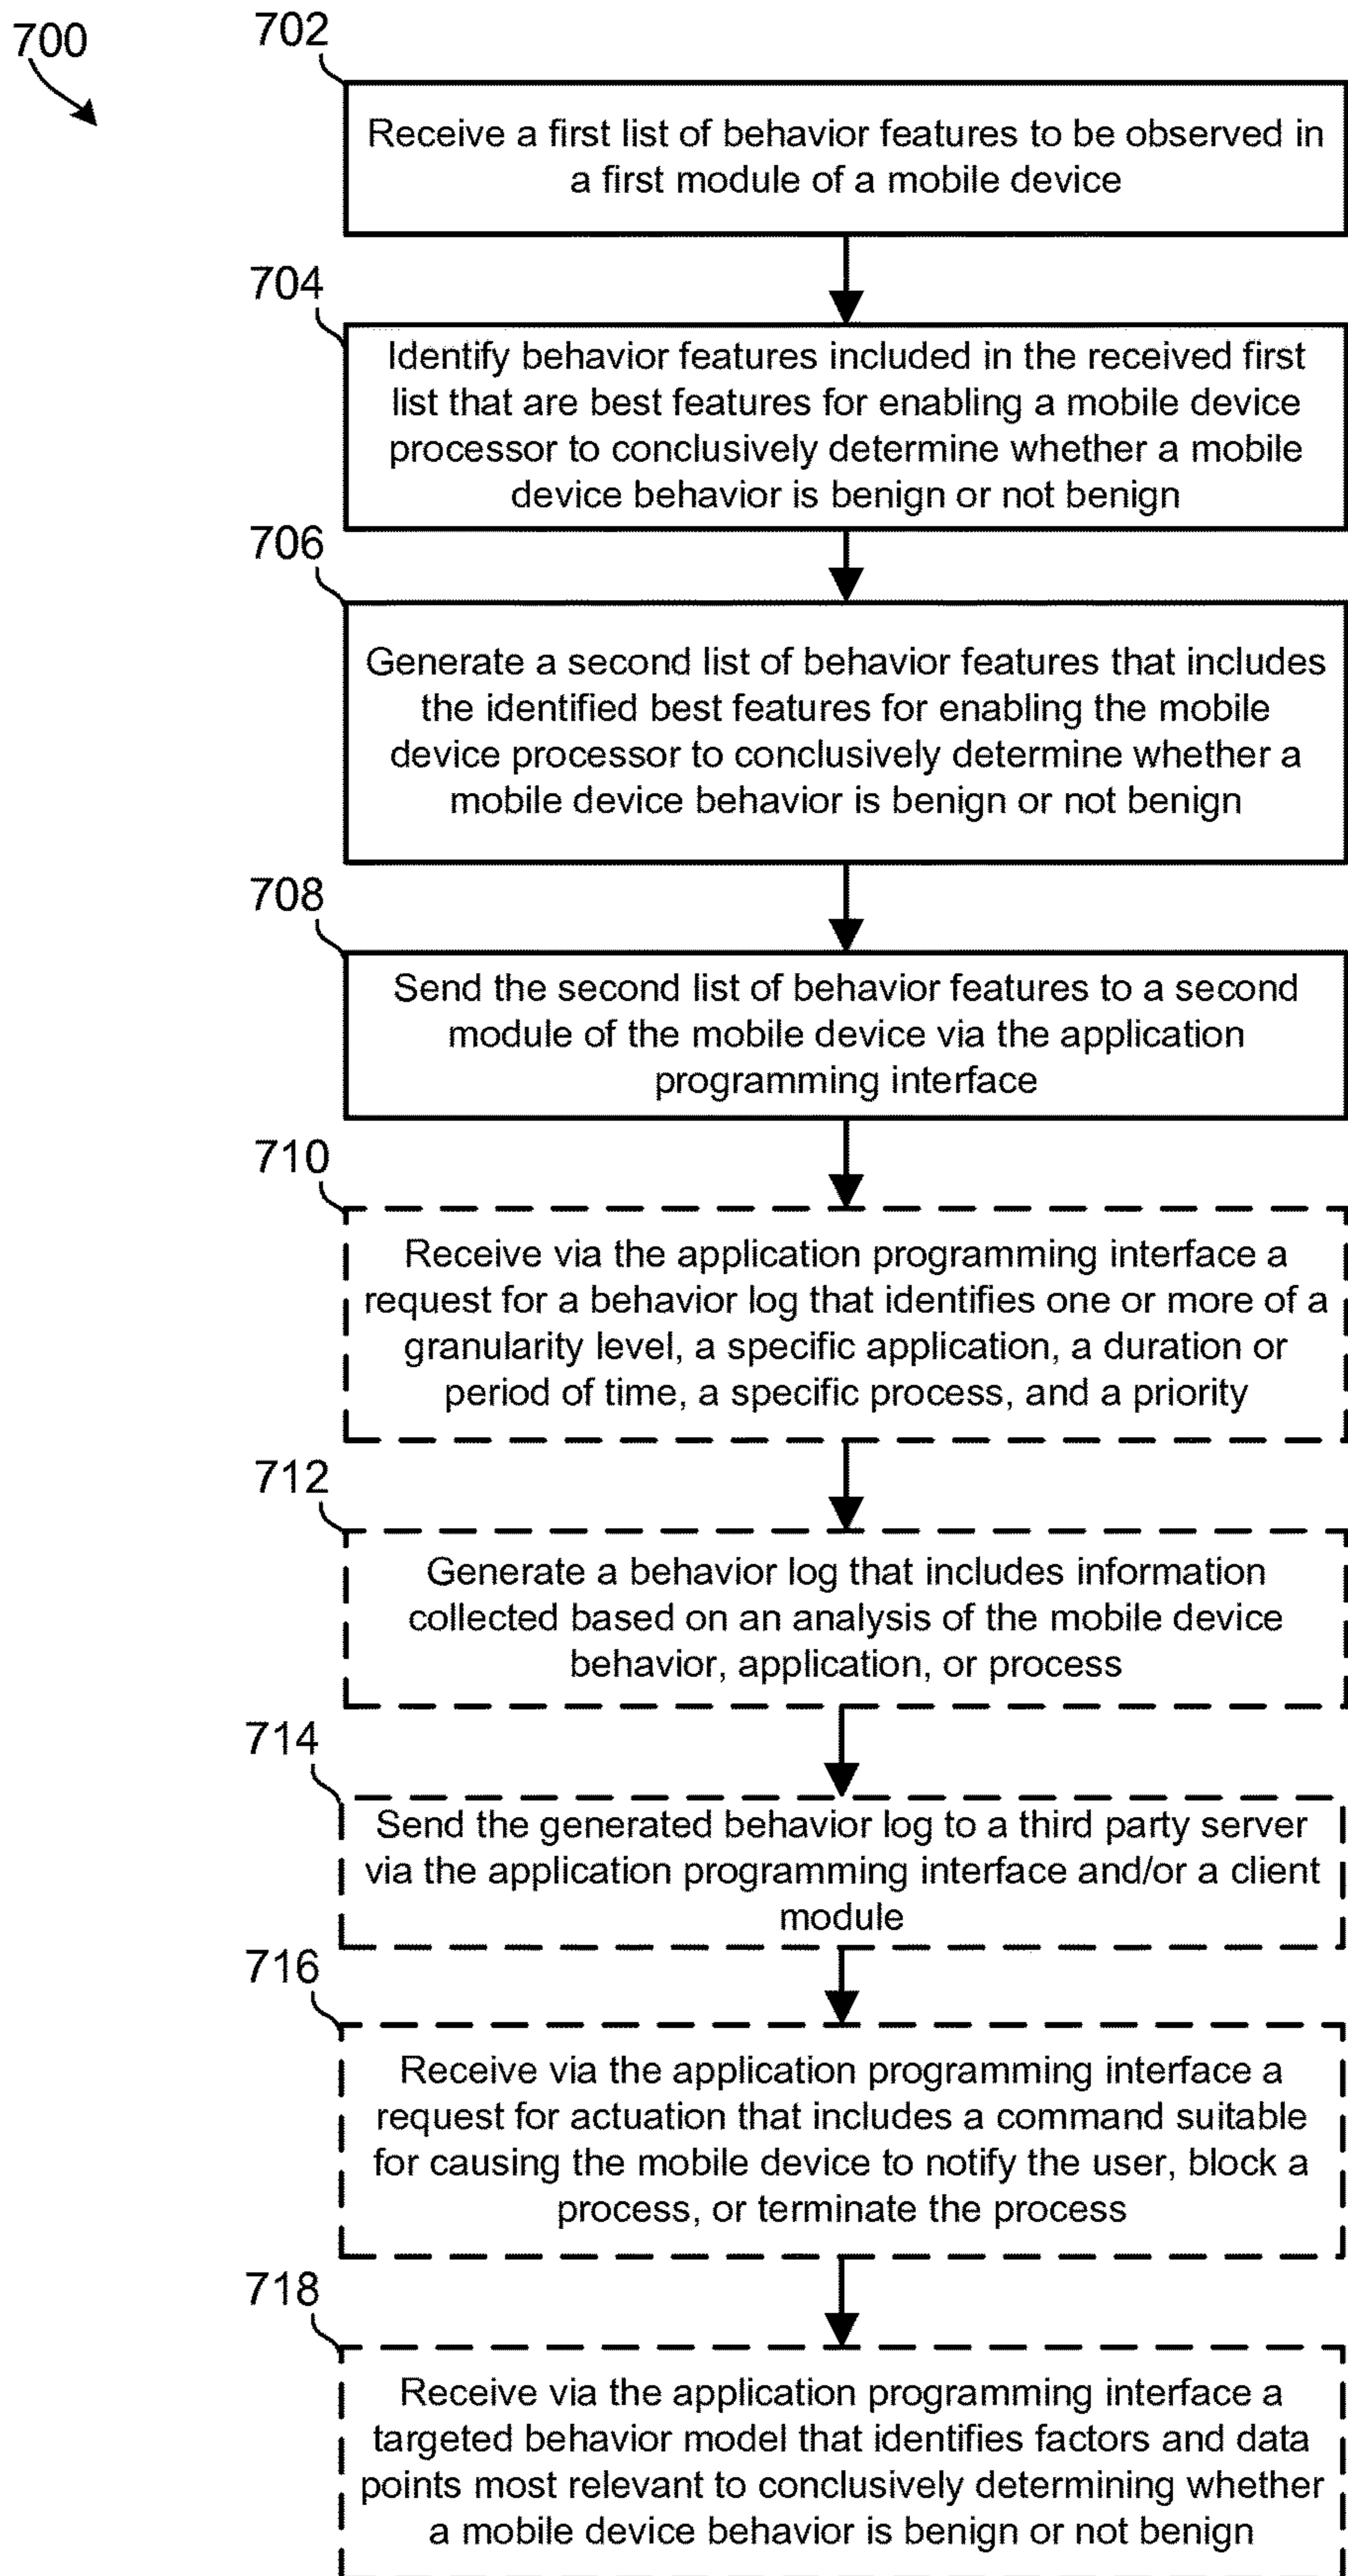 700
702
Receive a first list of behavior features to be observed in
a first module of a mobile device
704
Identify behavior features included in the received first
list that are best features for enabling a mobile device
processor to conclusively determine whether a mobile
device behavior is benign or not benign
706
Generate a second list of behavior features that includes
the identified best features for enabling the mobile
device processor to conclusively determine whether a
mobile device behavior is benign or not benign
708
Send the second list of behavior features to a second
module of the mobile device via the application
programming interface
710
Receive via the application programming interface a
request for a behavior log that identifies one or more of a
granularity level, a specific application, a duration or
period of time, a specific process, and a priority
712
Generate a behavior log that includes information
collected based on an analysis of the mobile device
behavior, application, or process
714
Send the generated behavior log to a third party server
via the application programming interface and/or a client
module
716
Receive via the application programming interface a
request for actuation that includes a command suitable
for causing the mobile device to notify the user, block a
process, or terminate the process
718
Receive via the application programming interface a
targeted behavior model that identifies factors and data
points most relevant to conclusively determining whether
a mobile device behavior is benign or not benign